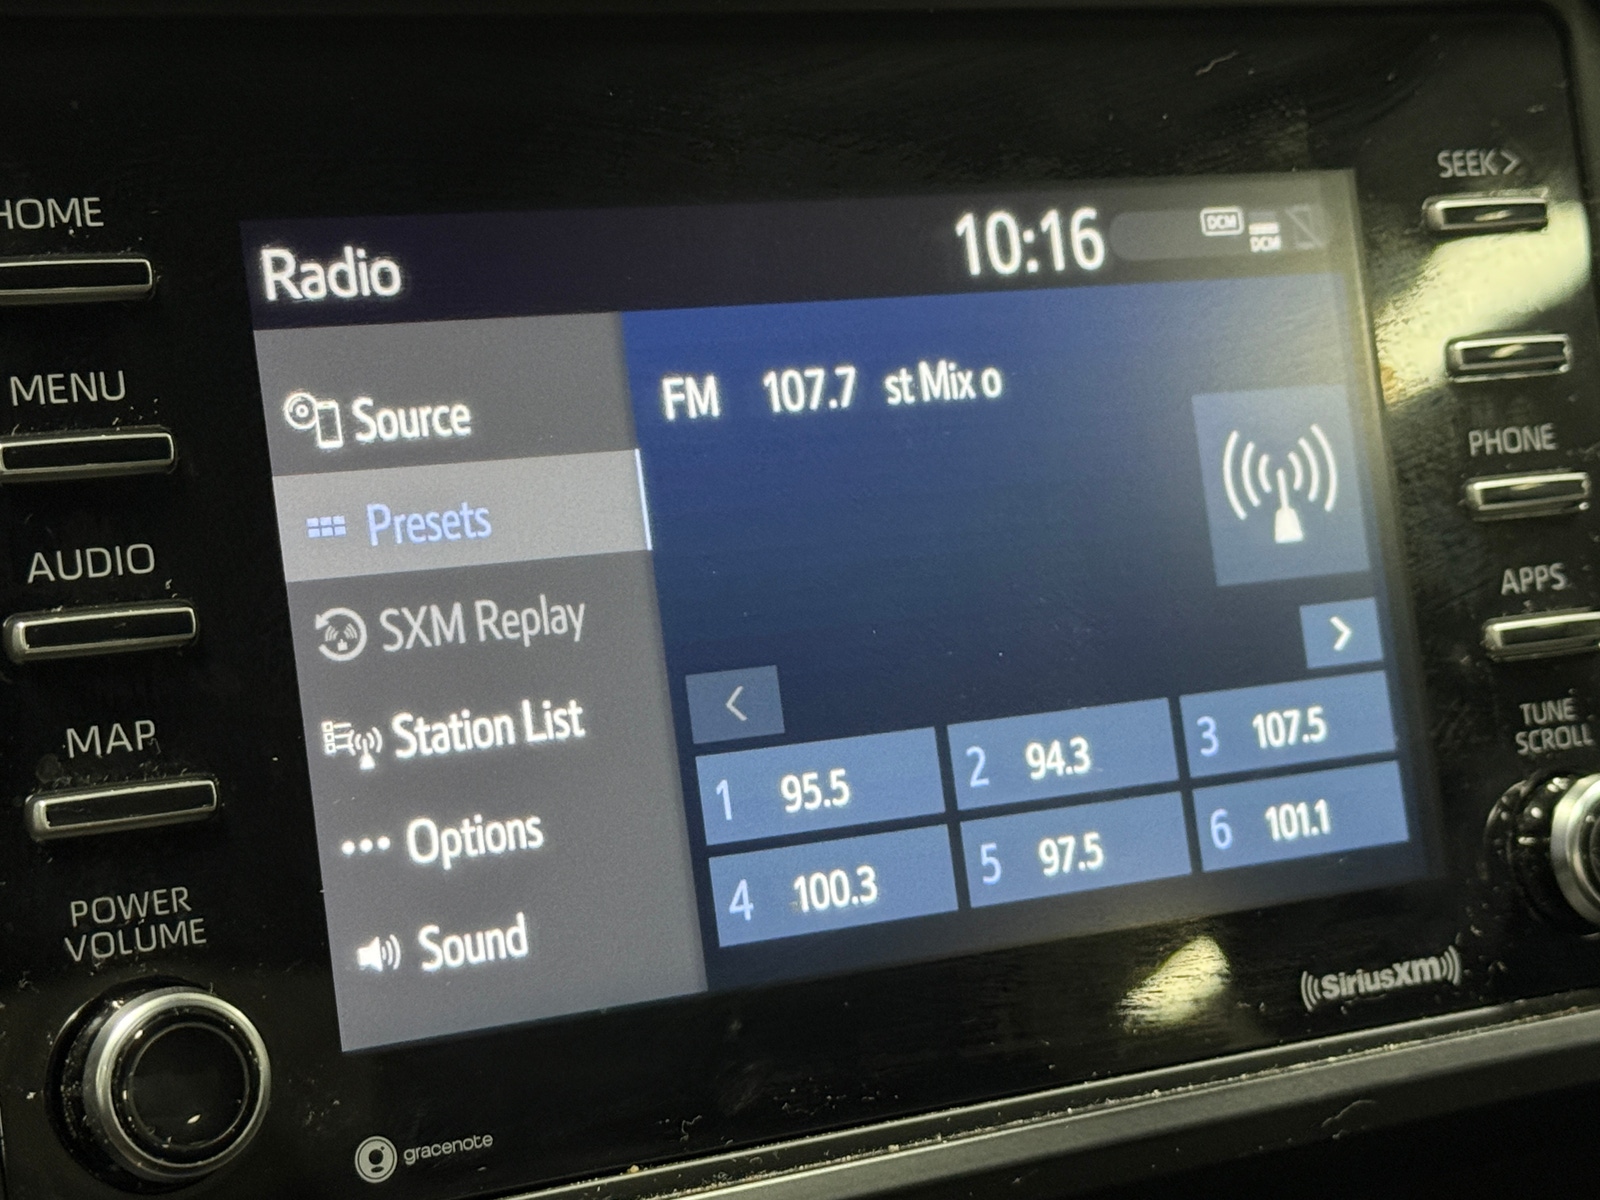 HOME
MENU
AUDIO
MAP
POWER
VOLUME
Radio
10:16
DCM
DCM
Source
Presets
SXM Replay
Station List
Options
Sound
FM 107.7 st Mix o
<
>
1 95.5
2 94.3
3 107.5
4 100.3
5 97.5
6 101.1
SEEK >
PHONE
APPS
TUNE
SCROLL
gracenote
((SiriusXM))